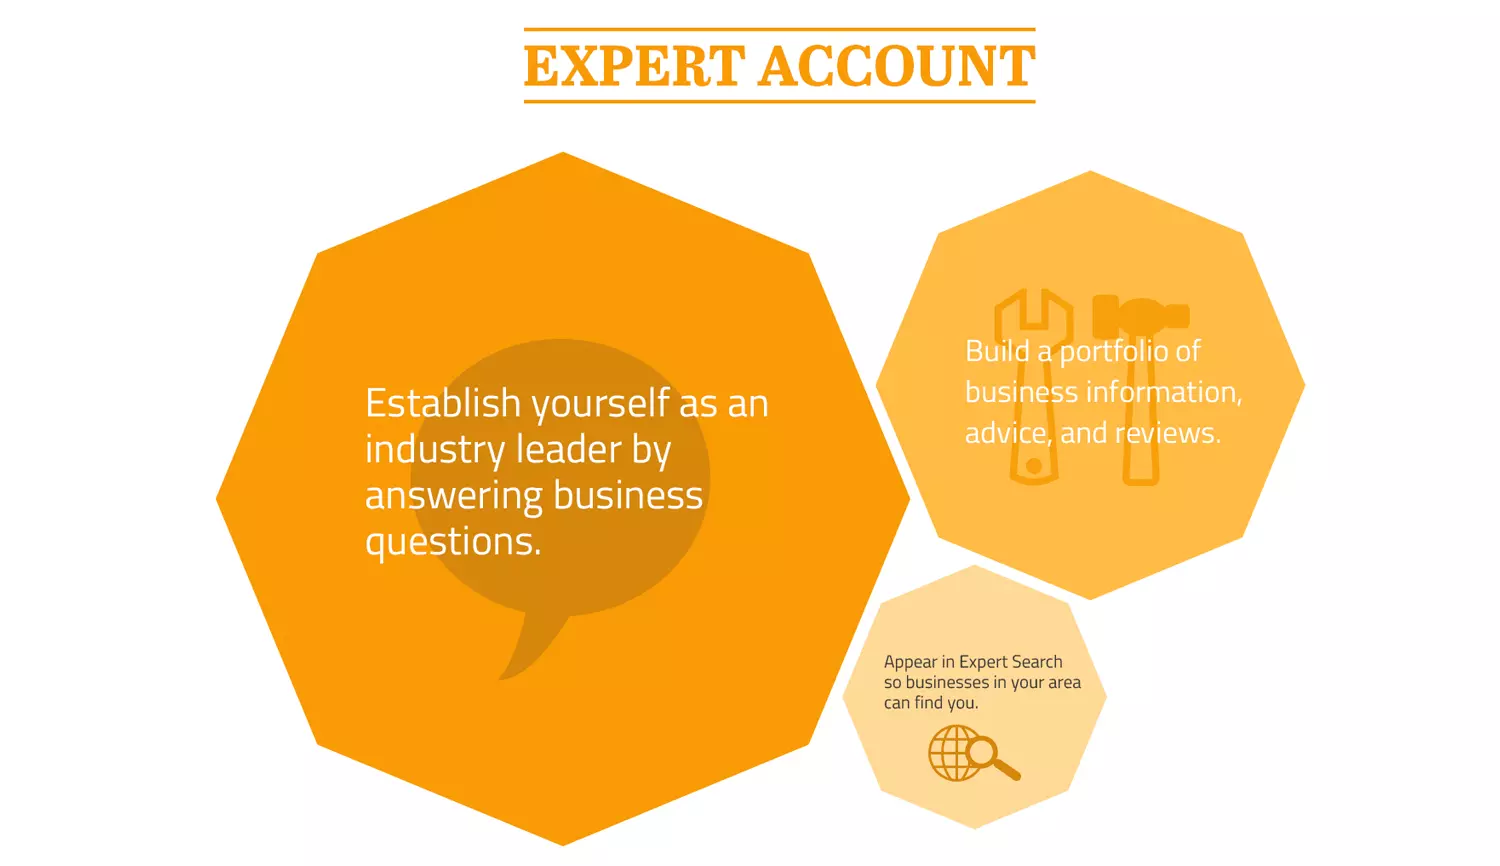 EXPERT ACCOUNT
Establish yourself as an
industry leader by
answering business
questions.
Build a portfolio of
business information,
advice, and reviews.
Appear in Expert Search
so businesses in your area
can find you.